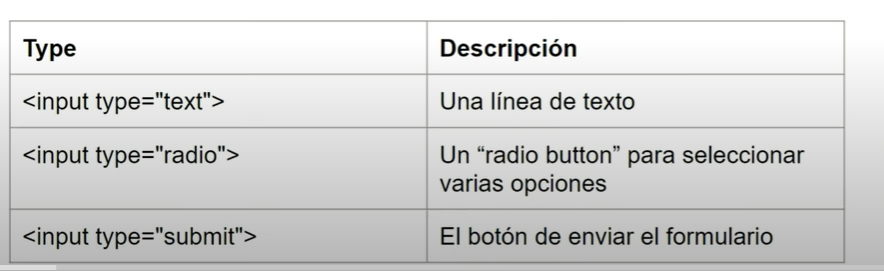 Type Descripción
<input type="text"> Una línea de texto
<input type="radio"> Un “radio button” para seleccionar
varias opciones
<input type="submit"> El botón de enviar el formulario